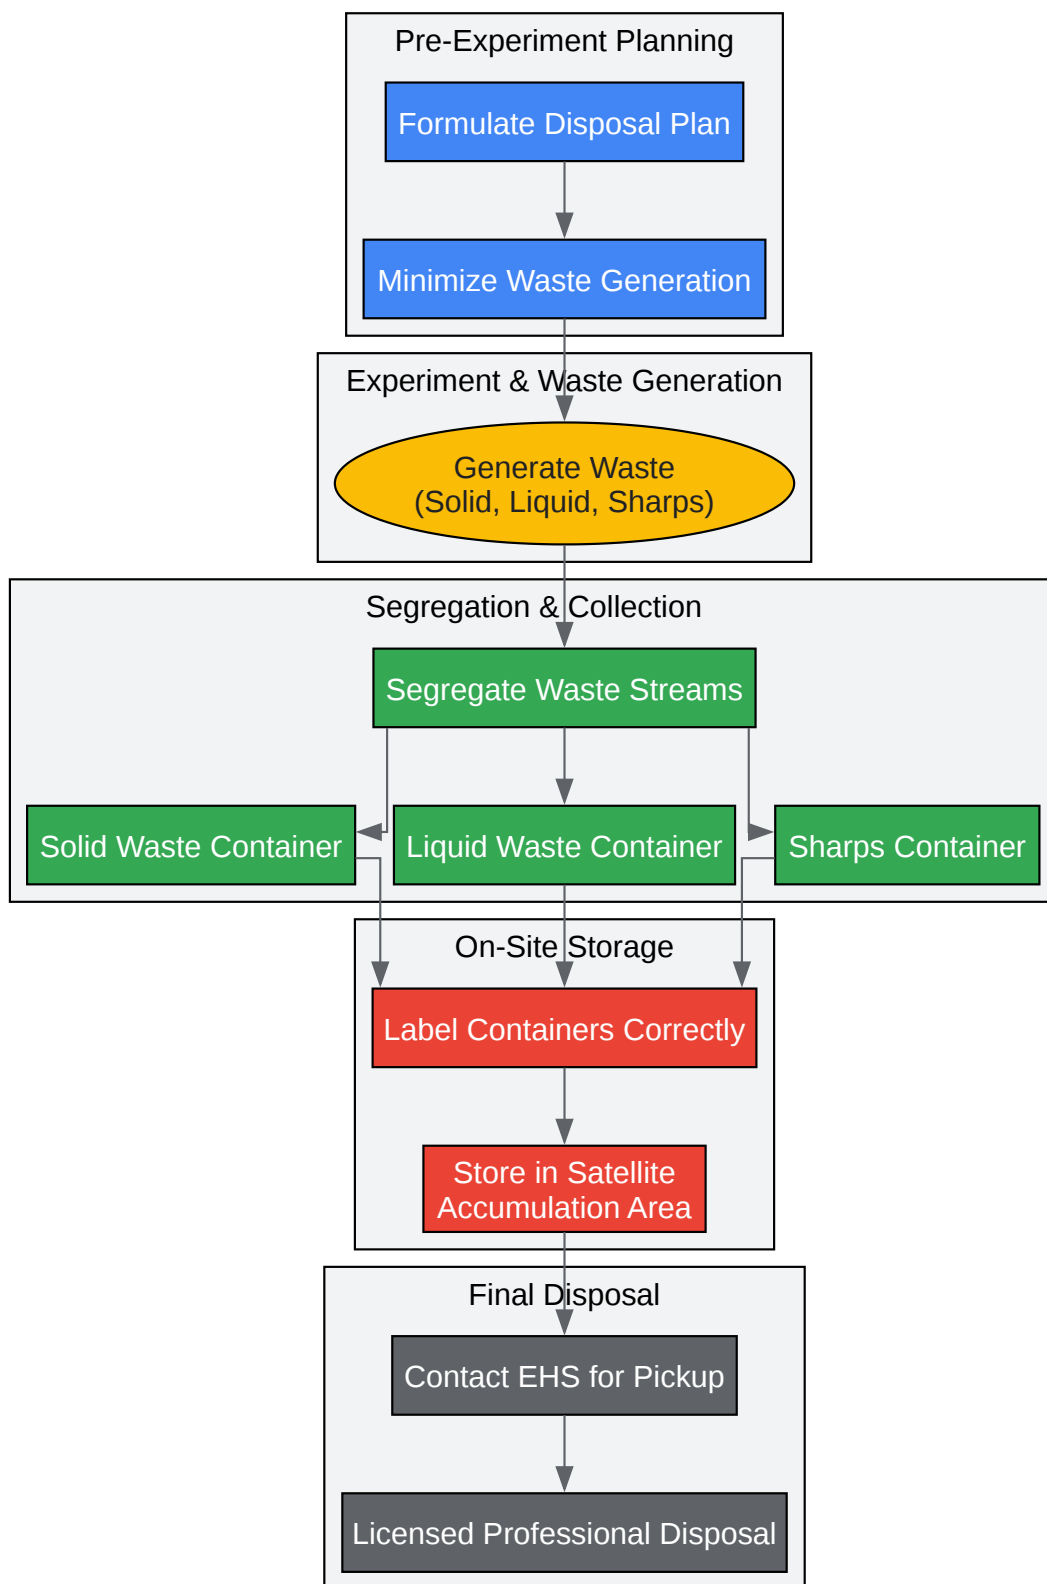 Pre-Experiment Planning
Formulate Disposal Plan
Minimize Waste Generation
Experiment & Waste Generation
Generate Waste
(Solid, Liquid, Sharps)
Segregation & Collection
Segregate Waste Streams
Solid Waste Container
Liquid Waste Container
Sharps Container
On-Site Storage
Label Containers Correctly
Store in Satellite
Accumulation Area
Final Disposal
Contact EHS for Pickup
Licensed Professional Disposal